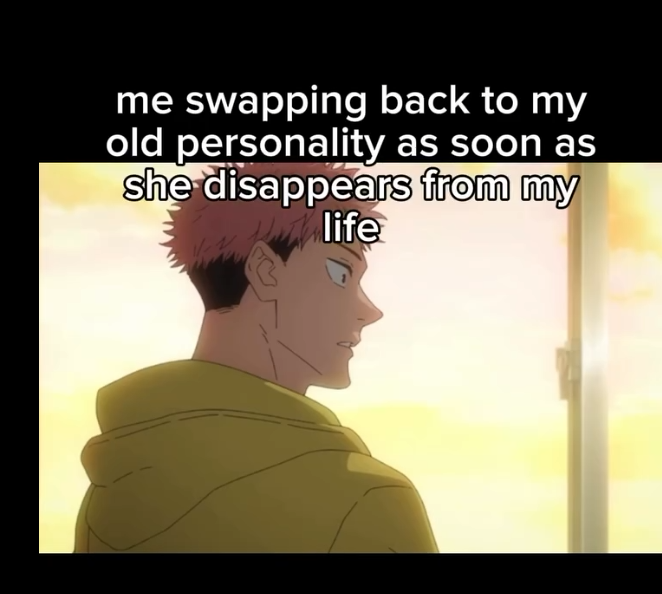 me swapping back to my
old personality as soon as
she disappears from my
life